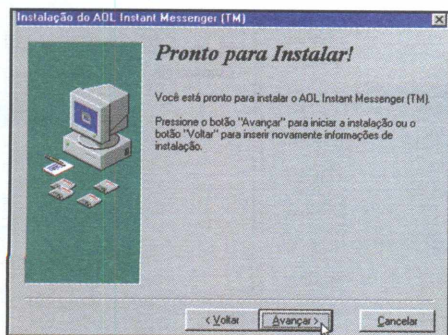 Instalação do AOL Instant Messenger (TM)
Pronto para Instalar!
Você está pronto para instalar o AOL Instant Messenger (TM).
Pressione o botão "Avançar" para iniciar a instalação ou o
botão "Voltar" para inserir novamente informações de
instalação.
< Voltar
Avançar >
Cancelar